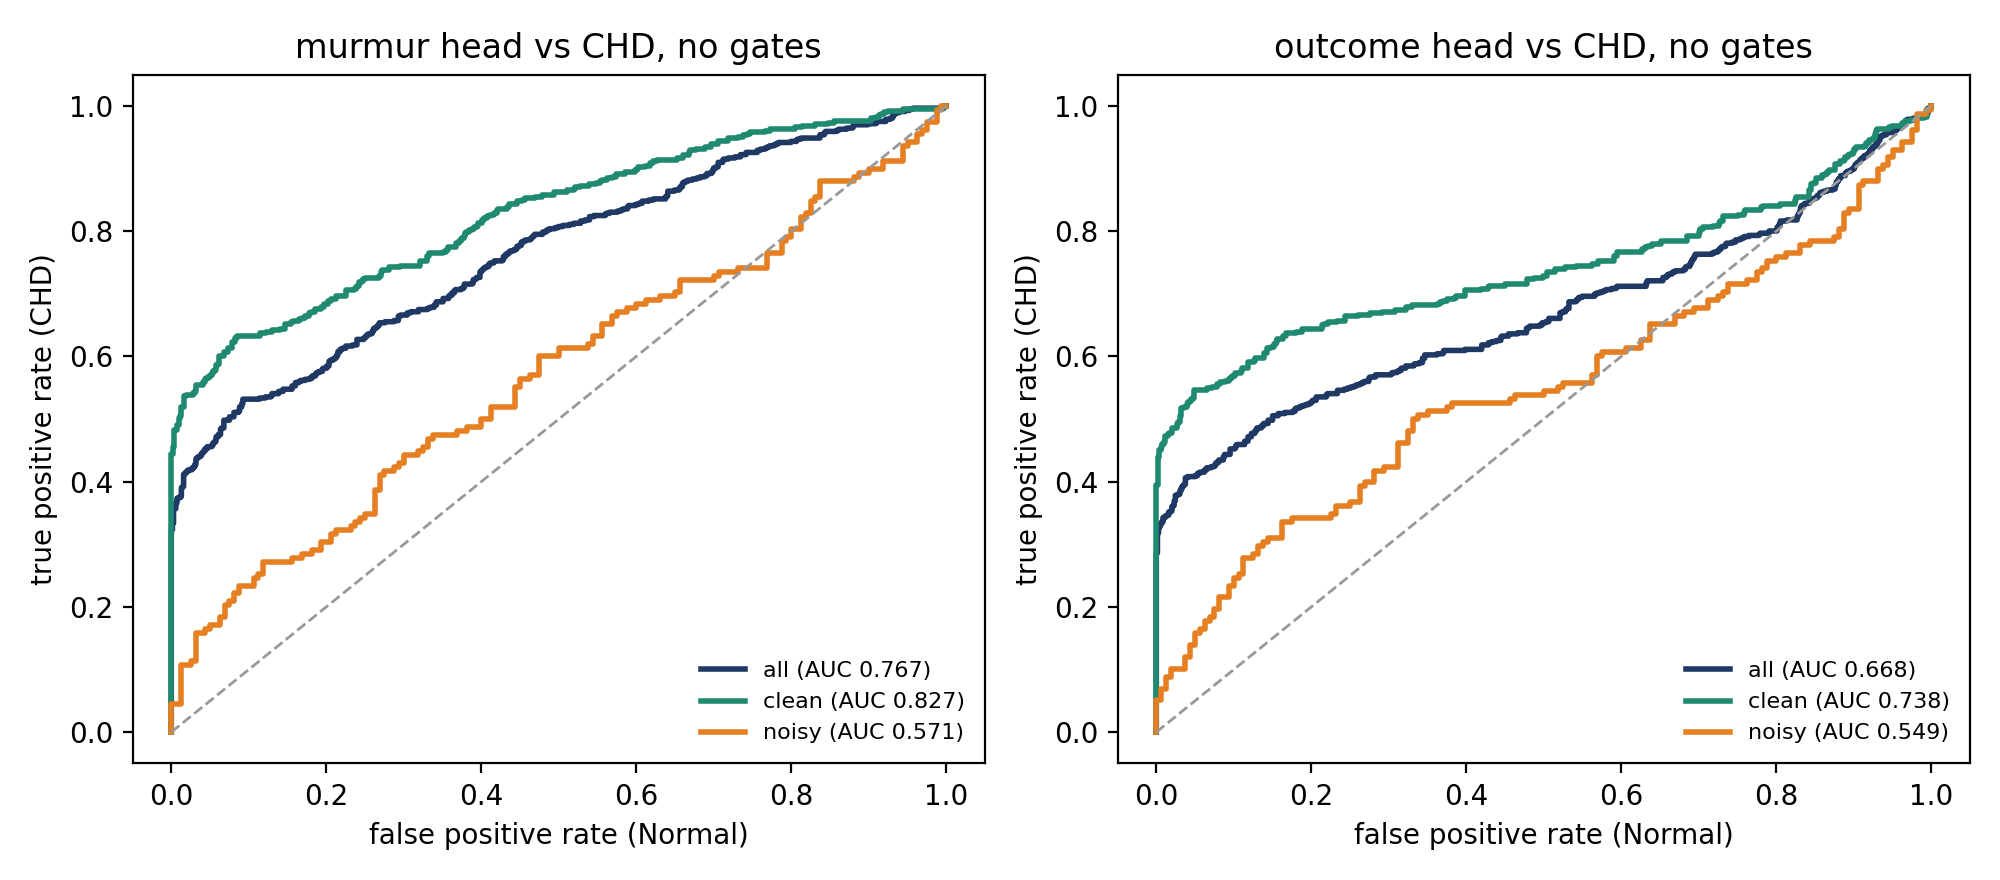 murmur head vs CHD, no gates
true positive rate (CHD)
1.0
0.8
0.6
0.4
0.2
0.0
0.0 0.2 0.4 0.6 0.8 1.0
false positive rate (Normal)
all (AUC 0.767)
clean (AUC 0.827)
noisy (AUC 0.571)
outcome head vs CHD, no gates
true positive rate (CHD)
1.0
0.8
0.6
0.4
0.2
0.0
0.0 0.2 0.4 0.6 0.8 1.0
false positive rate (Normal)
all (AUC 0.668)
clean (AUC 0.738)
noisy (AUC 0.549)